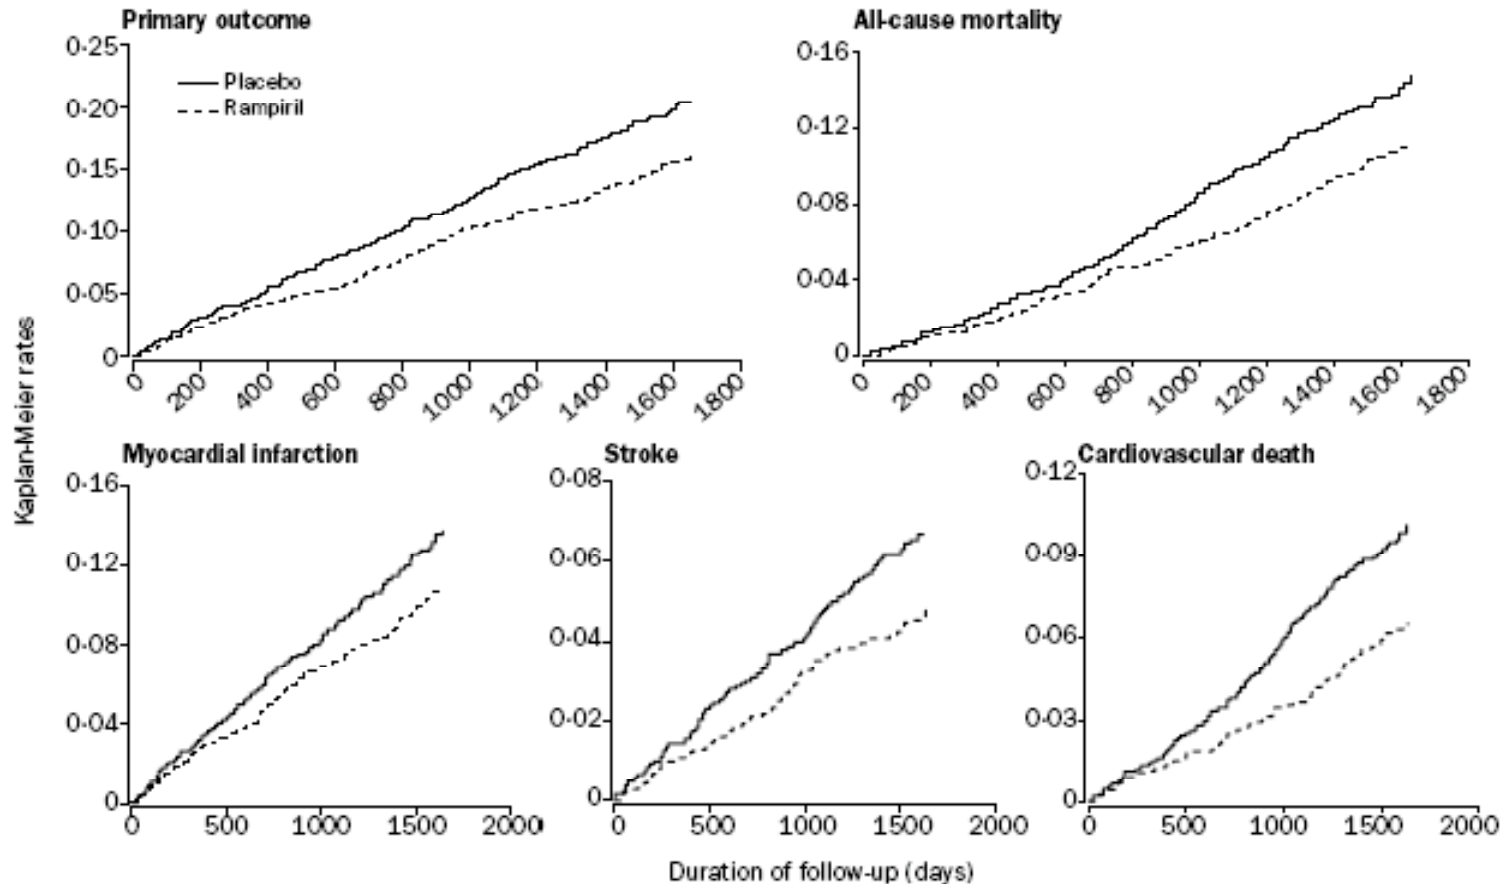 Primary outcome
0·25
0·20
0·15
0·10
0·05
0
Placebo
Rampiril
0 200 400 600 800 1000 1200 1400 1600 1800
All-cause mortality
0·16
0·12
0·08
0·04
0
0 200 400 600 800 1000 1200 1400 1600 1800
Kaplan-Meier rates
Myocardial infarction
0·16
0·12
0·08
0·04
0
0 500 1000 1500 2000
Stroke
0·08
0·06
0·04
0·02
0
0 500 1000 1500 2000
Cardiovascular death
0·12
0·09
0·06
0·03
0
0 500 1000 1500 2000
Duration of follow-up (days)